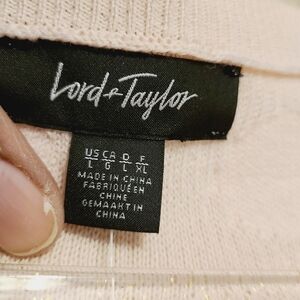 Lord & Taylor
US CA D F
L G L XL
MADE IN CHINA
FABRIQUÉ EN
CHINE
GEMAAKT IN
CHINA